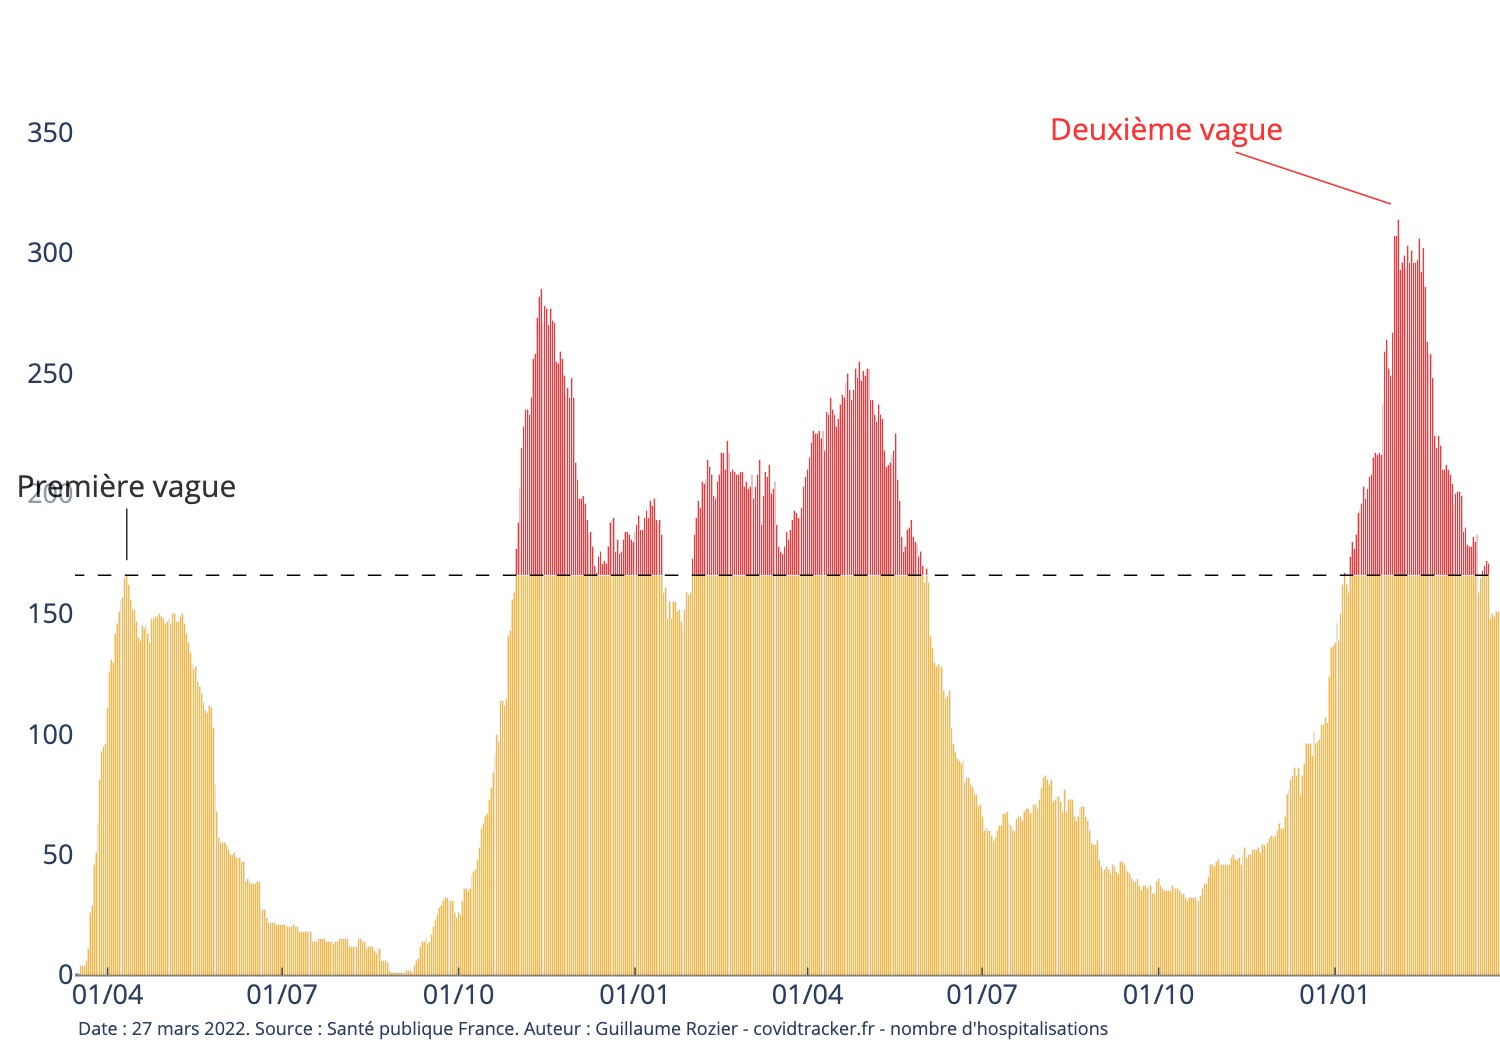 350
Deuxième vague
300
250
Première vague
200
150
100
50
0
01/04 01/07 01/10 01/01 01/04 01/07 01/10 01/01
Date : 27 mars 2022. Source : Santé publique France. Auteur : Guillaume Rozier - covidtracker.fr - nombre d'hospitalisations